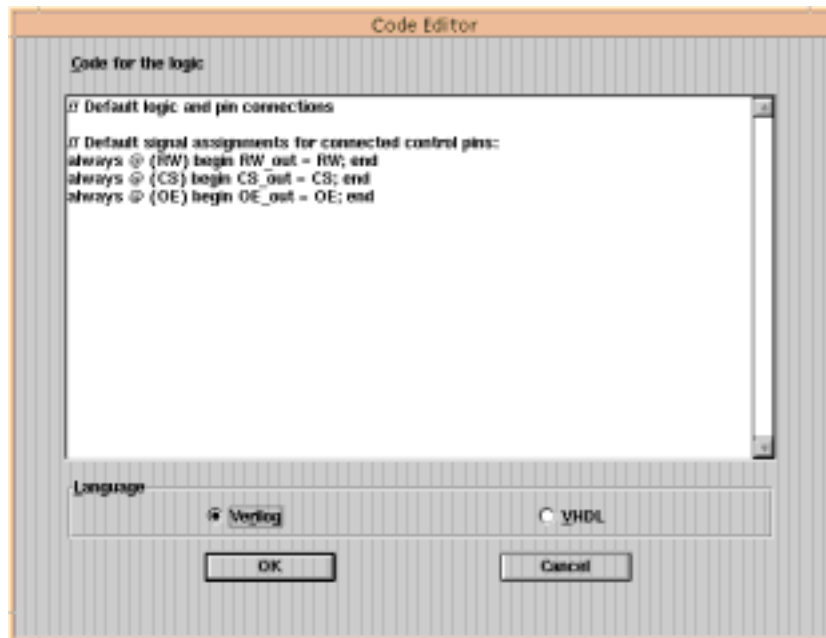 Code Editor
Code for the logic
// Default logic and pin connections
// Default signal assignments for connected control pins:
always @ (RW) begin RW_out = RW; end
always @ (CS) begin CS_out = CS; end
always @ (OE) begin OE_out = OE; end
Language
Verilog VHDL
OK Cancel